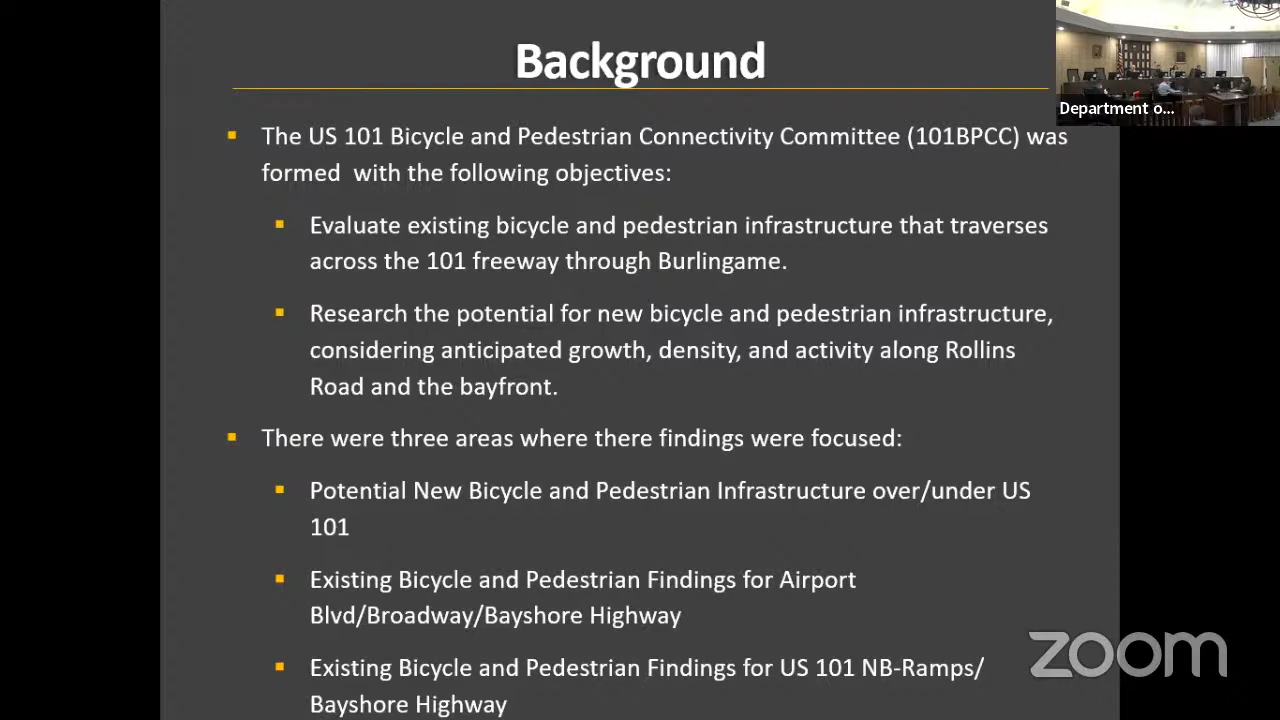 Background
Department o...
The US 101 Bicycle and Pedestrian Connectivity Committee (101BPCC) was
formed with the following objectives:
Evaluate existing bicycle and pedestrian infrastructure that traverses
across the 101 freeway through Burlingame.
Research the potential for new bicycle and pedestrian infrastructure,
considering anticipated growth, density, and activity along Rollins
Road and the bayfront.
There were three areas where there findings were focused:
Potential New Bicycle and Pedestrian Infrastructure over/under US
101
Existing Bicycle and Pedestrian Findings for Airport
Blvd/Broadway/Bayshore Highway
Existing Bicycle and Pedestrian Findings for US 101 NB-Ramps/
Bayshore Highway
zoom